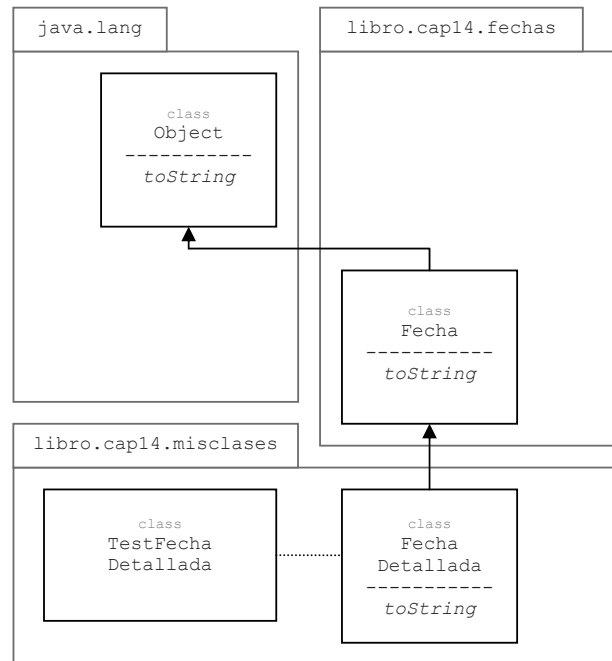 java.lang
libro.cap14.fechas
class
Object
-----------
toString
class
Fecha
-----------
toString
libro.cap14.misclases
class
TestFecha
Detallada
class
Fecha
Detallada
-----------
toString